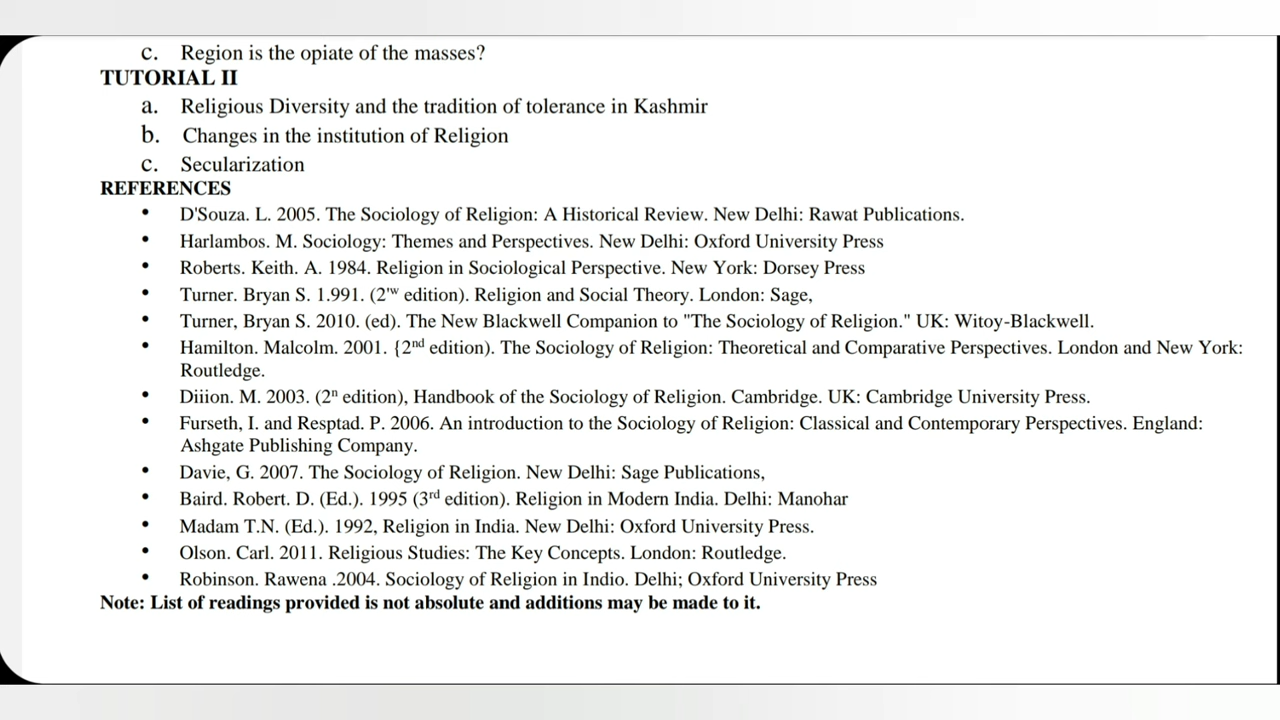 c. Region is the opiate of the masses?
TUTORIAL II
a. Religious Diversity and the tradition of tolerance in Kashmir
b. Changes in the institution of Religion
c. Secularization
REFERENCES
• D'Souza. L. 2005. The Sociology of Religion: A Historical Review. New Delhi: Rawat Publications.
• Harlambos. M. Sociology: Themes and Perspectives. New Delhi: Oxford University Press
• Roberts. Keith. A. 1984. Religion in Sociological Perspective. New York: Dorsey Press
• Turner. Bryan S. 1.991. (2'w edition). Religion and Social Theory. London: Sage,
• Turner, Bryan S. 2010. (ed). The New Blackwell Companion to "The Sociology of Religion." UK: Witoy-Blackwell.
• Hamilton. Malcolm. 2001. {2nd edition). The Sociology of Religion: Theoretical and Comparative Perspectives. London and New York:
Routledge.
• Diiion. M. 2003. (2n edition), Handbook of the Sociology of Religion. Cambridge. UK: Cambridge University Press.
• Furseth, I. and Resptad. P. 2006. An introduction to the Sociology of Religion: Classical and Contemporary Perspectives. England:
Ashgate Publishing Company.
• Davie, G. 2007. The Sociology of Religion. New Delhi: Sage Publications,
• Baird. Robert. D. (Ed.). 1995 (3rd edition). Religion in Modern India. Delhi: Manohar
• Madam T.N. (Ed.). 1992, Religion in India. New Delhi: Oxford University Press.
• Olson. Carl. 2011. Religious Studies: The Key Concepts. London: Routledge.
• Robinson. Rawena .2004. Sociology of Religion in Indio. Delhi; Oxford University Press
Note: List of readings provided is not absolute and additions may be made to it.